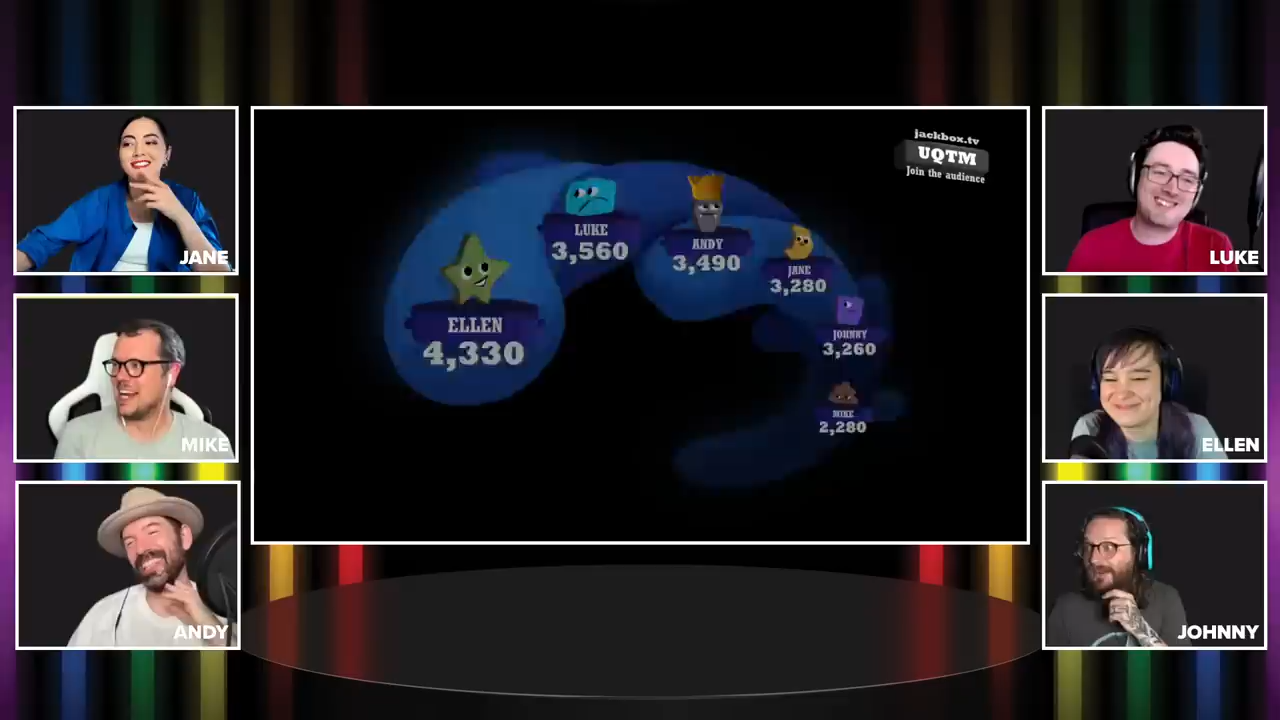 JANE
MIKE
ANDY
jackbox.tv
UQTM
Join the audience
ELLEN
4,330
LUKE
3,560
ANDY
3,490
JANE
3,280
JOHNNY
3,260
MIKE
2,280
LUKE
ELLEN
JOHNNY